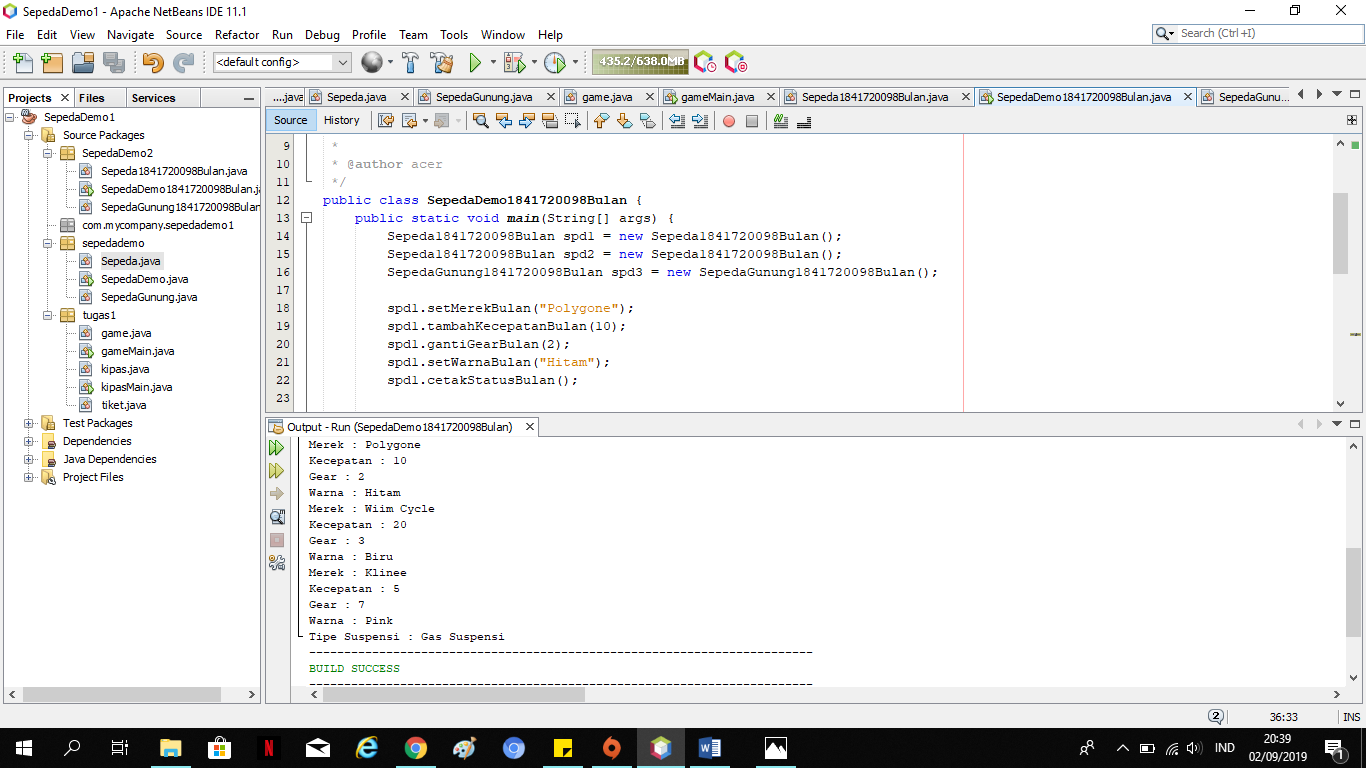 SepedaDemo1 - Apache NetBeans IDE 11.1
File Edit View Navigate Source Refactor Run Debug Profile Team Tools Window Help
Search (Ctrl+I)
<default config>
435.2/638.0MB
Projects Files Services
SepedaDemo1
Source Packages
SepedaDemo2
Sepeda1841720098Bulan.java
SepedaDemo1841720098Bulan.ja
SepedaGunung1841720098Bulan
com.mycompany.sepedademo1
sepedademo
Sepeda.java
SepedaDemo.java
SepedaGunung.java
tugas1
game.java
gameMain.java
kipas.java
kipasMain.java
tiket.java
Test Packages
Dependencies
Java Dependencies
Project Files
....java Sepeda.java SepedaGunung.java game.java gameMain.java Sepeda1841720098Bulan.java SepedaDemo1841720098Bulan.java SepedaGunu...
Source History
9 *
10 * @author acer
11 */
12 public class SepedaDemo1841720098Bulan {
13 public static void main(String[] args) {
14 Sepeda1841720098Bulan spd1 = new Sepeda1841720098Bulan();
15 Sepeda1841720098Bulan spd2 = new Sepeda1841720098Bulan();
16 SepedaGunung1841720098Bulan spd3 = new SepedaGunung1841720098Bulan();
17
18 spd1.setMerekBulan("Polygone");
19 spd1.tambahKecepatanBulan(10);
20 spd1.gantiGearBulan(2);
21 spd1.setWarnaBulan("Hitam");
22 spd1.cetakStatusBulan();
23
Output - Run (SepedaDemo1841720098Bulan)
Merek : Polygone
Kecepatan : 10
Gear : 2
Warna : Hitam
Merek : Wiim Cycle
Kecepatan : 20
Gear : 3
Warna : Biru
Merek : Klinee
Kecepatan : 5
Gear : 7
Warna : Pink
Tipe Suspensi : Gas Suspensi
------------------------------------------------------------------------
BUILD SUCCESS
------------------------------------------------------------------------
2 36:33 INS
IND
20:39
02/09/2019
1